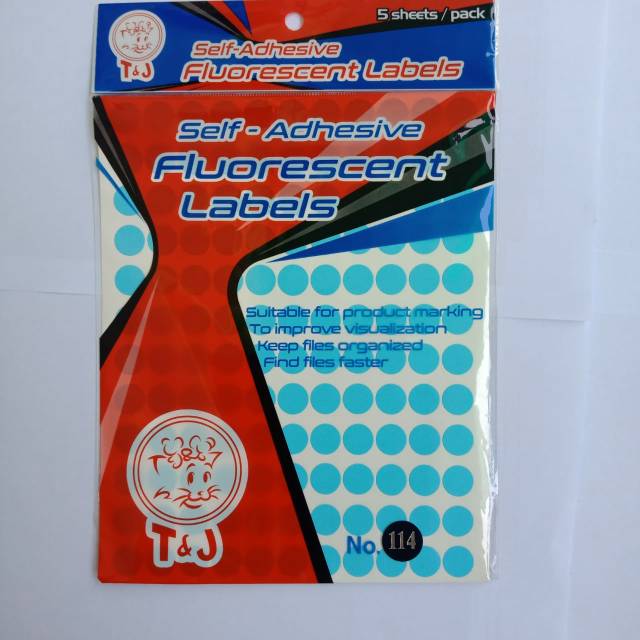 5 sheets / pack
Self-Adhesive
Fluorescent Labels
T&J
Self - Adhesive
Fluorescent
Labels
Suitable for product marking
To improve visualization
Keep files organized
Find files faster
T&J
No. 114